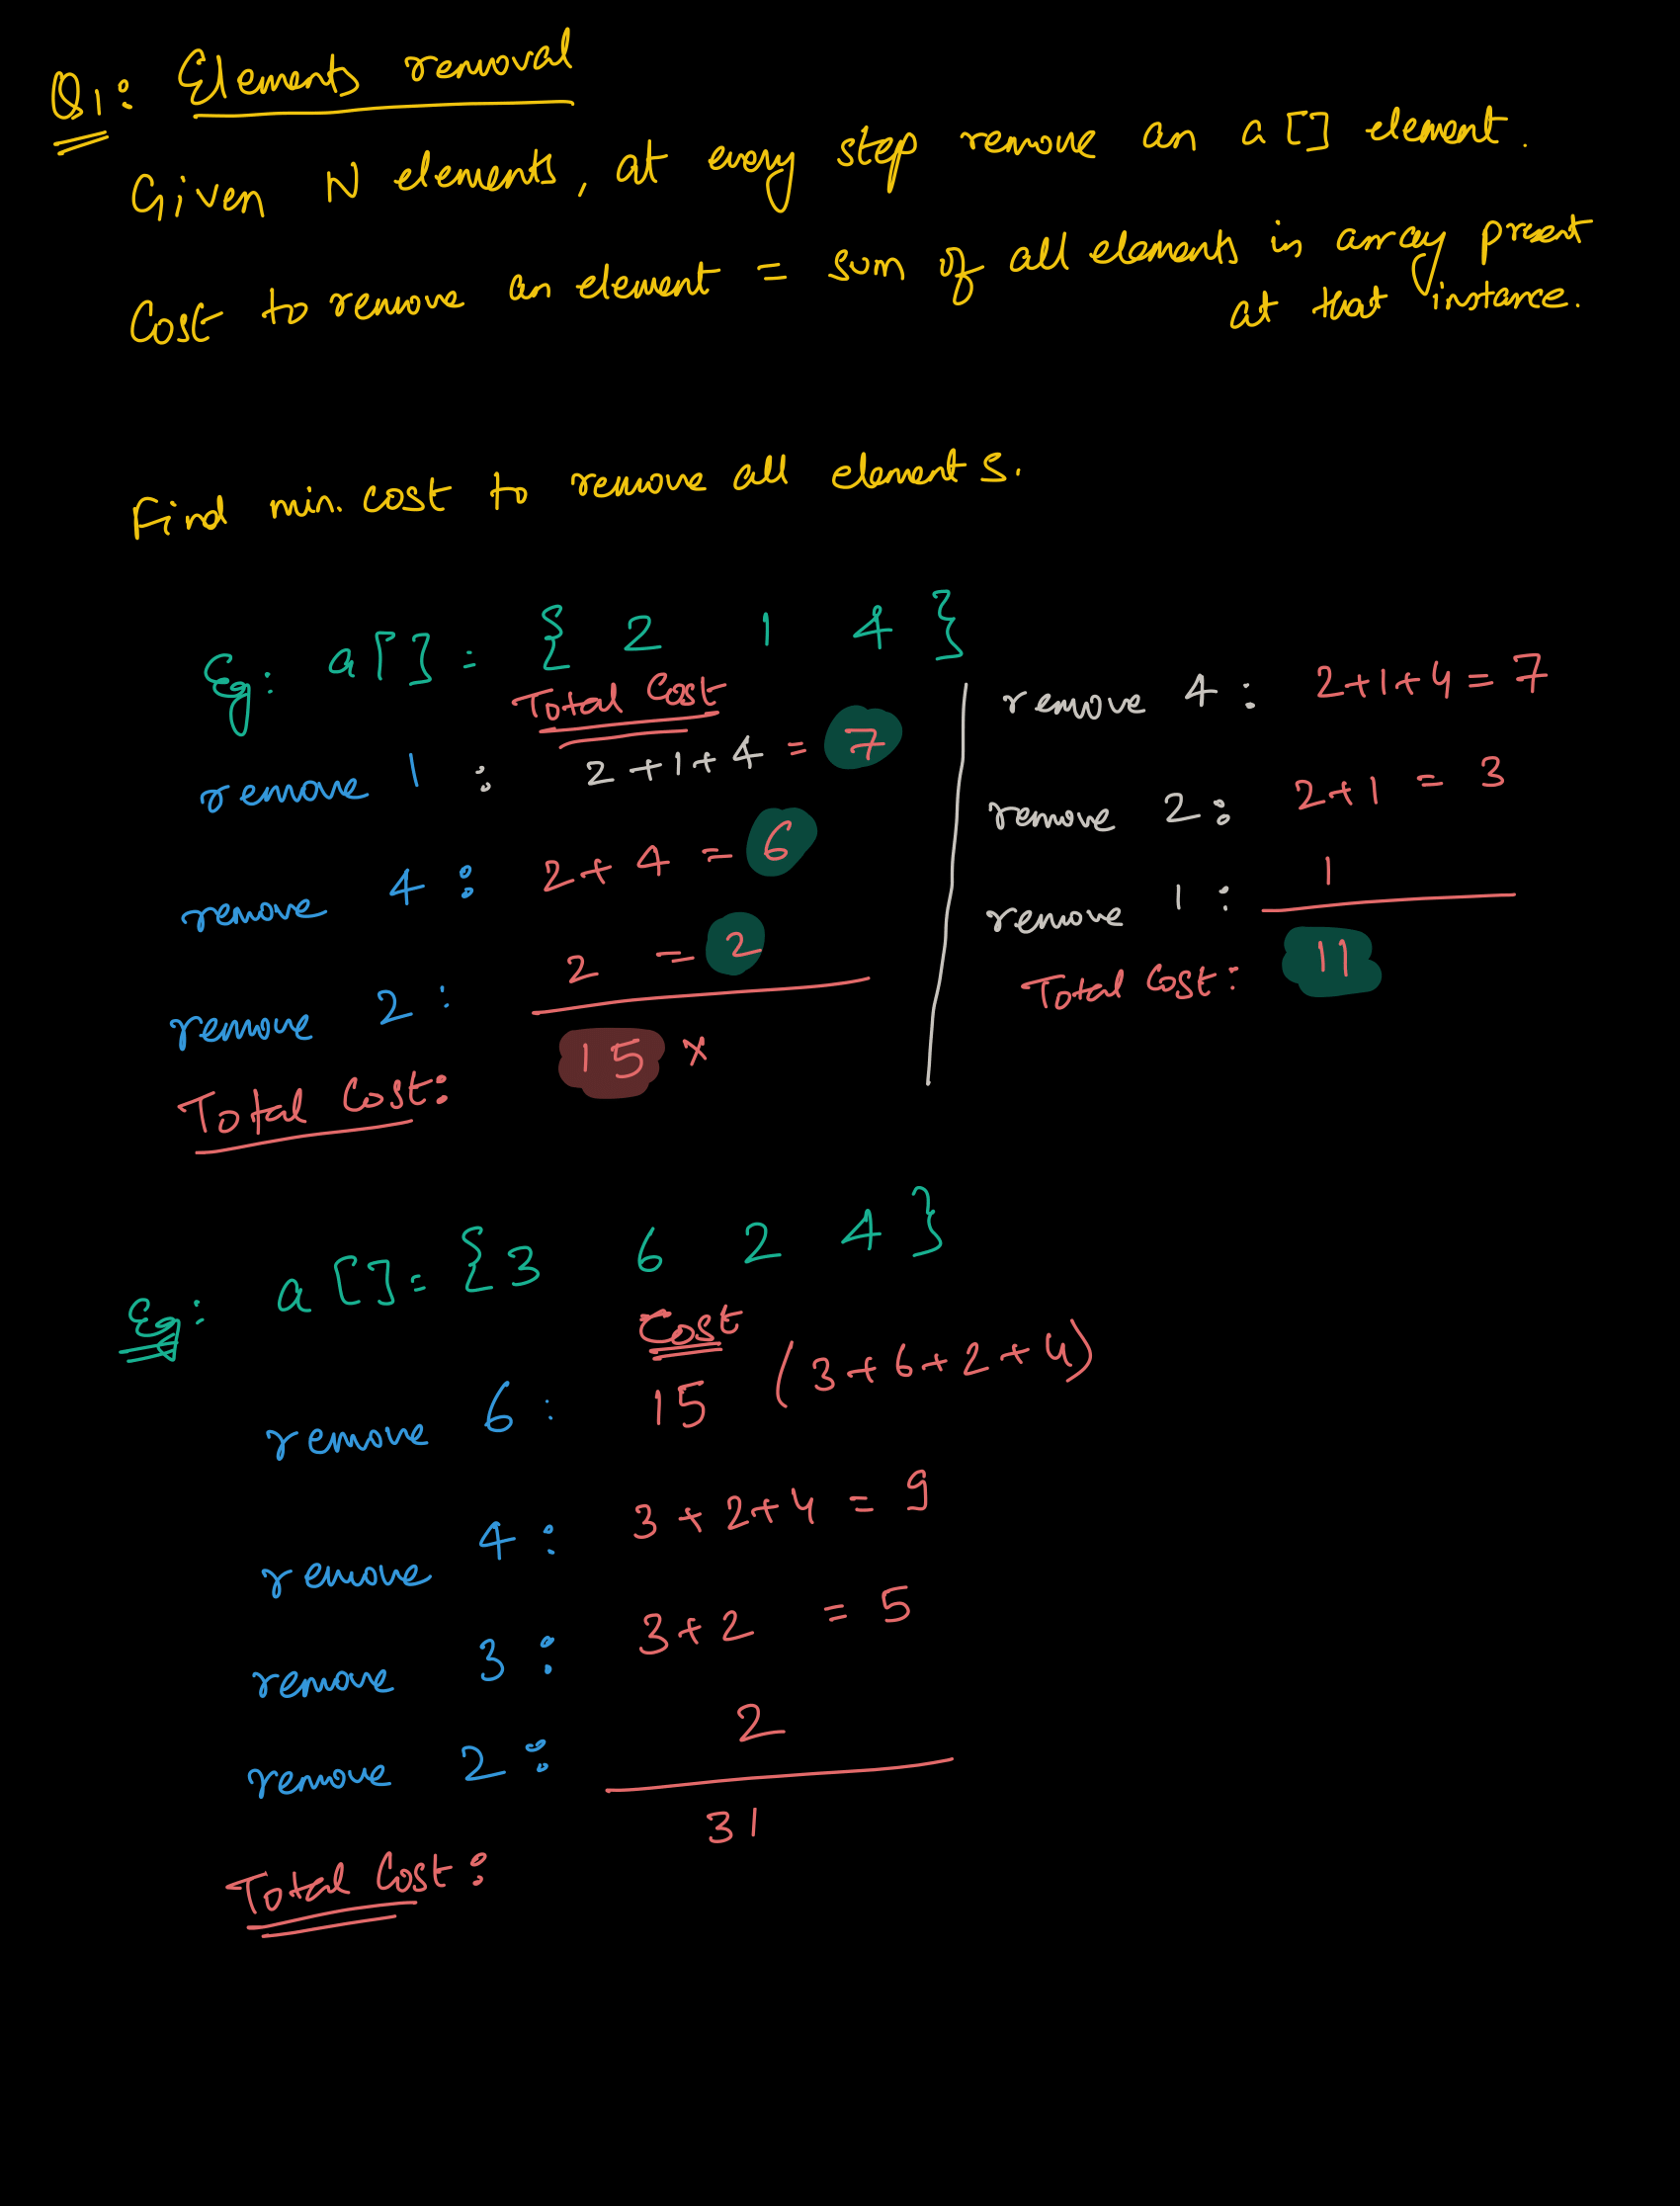 Q1: Elements removal
Given N elements, at every step remove an a[] element.
Cost to remove an element = sum of all elements in array present
at that instance.
Find min. cost to remove all elements.
Eg: a[] = { 2 1 4 }
Total Cost
remove 1 : 2+1+4 = 7
remove 4 : 2+4 = 6
remove 2 : 2 = 2
Total Cost: 15 x
remove 4 : 2+1+4 = 7
remove 2 : 2+1 = 3
remove 1 : 1
Total Cost: 11
Eg: a[] = { 3 6 2 4 }
Cost
remove 6 : 15 (3+6+2+4)
remove 4 : 3+2+4 = 9
remove 3 : 3+2 = 5
remove 2 : 2
31
Total Cost :